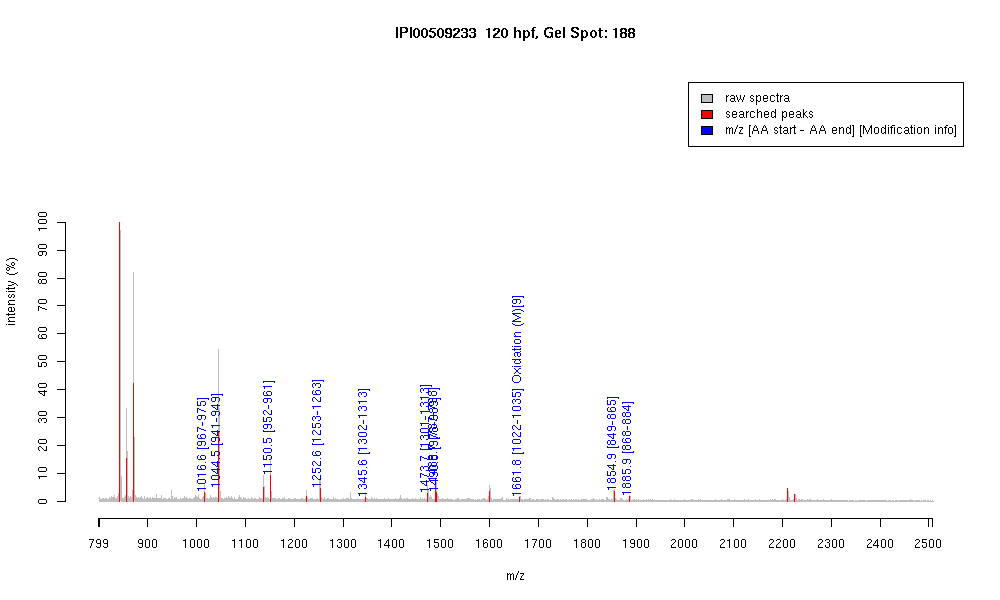 IPI00509233  120 hpf, Gel Spot: 188
raw spectra
searched peaks
m/z [AA start - AA end] [Modification info]
intensity (%)
100
90
80
70
60
50
40
30
20
10
0
1016.6 [967-975]
1044.5 [941-949]
1150.5 [952-961]
1252.6 [1253-1263]
1345.6 [1302-1313]
1473.7 [1301-1313]
1661.8 [1022-1035] Oxidation (M)[9]
1854.9 [849-865]
1885.9 [868-884]
799 900 1000 1100 1200 1300 1400 1500 1600 1700 1800 1900 2000 2100 2200 2300 2400 2500
m/z